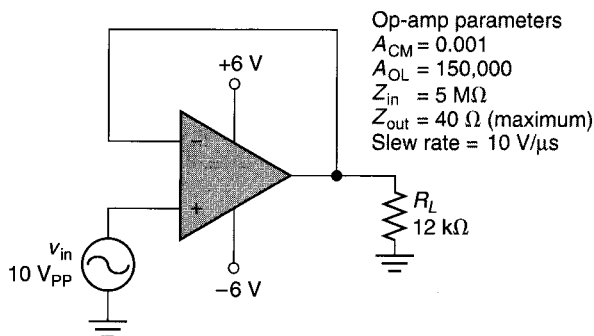 Op-amp parameters
A_CM = 0.001
A_OL = 150,000
Z_in = 5 MΩ
Z_out = 40 Ω (maximum)
Slew rate = 10 V/μs
+6 V
−
+
R_L
12 kΩ
v_in
10 V_PP
−6 V